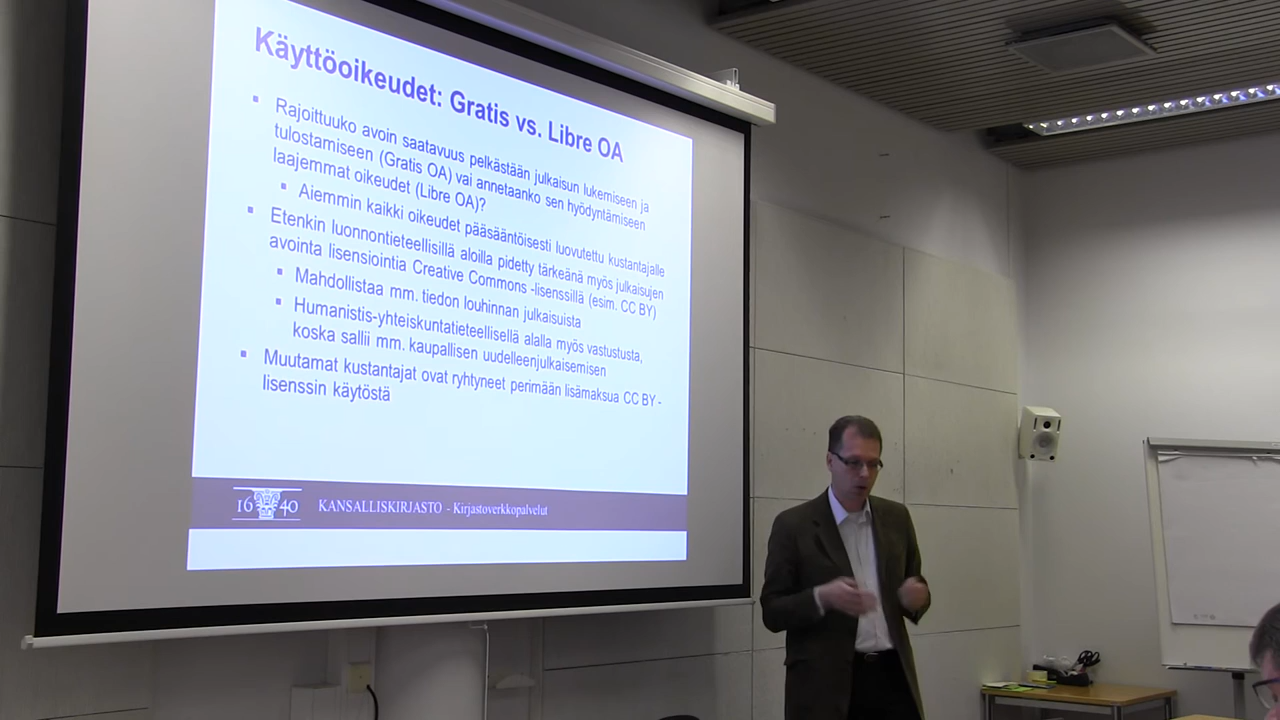 Käyttöoikeudet: Gratis vs. Libre OA
Rajoittuuko avoin saatavuus pelkästään julkaisun lukemiseen ja
tulostamiseen (Gratis OA) vai annetaanko sen hyödyntämiseen
laajemmat oikeudet (Libre OA)?
Aiemmin kaikki oikeudet pääsääntöisesti luovutettu kustantajalle
Etenkin luonnontieteellisillä aloilla pidetty tärkeänä myös julkaisujen
avointa lisensiointia Creative Commons -lisenssillä (esim. CC BY)
Mahdollistaa mm. tiedon louhinnan julkaisuista
Humanistis-yhteiskuntatieteellisellä alalla myös vastustusta,
koska sallii mm. kaupallisen uudelleenjulkaisemisen
Muutamat kustantajat ovat ryhtyneet perimään lisämaksua CC BY -
lisenssin käytöstä
16 40 KANSALLISKIRJASTO - Kirjastoverkkopalvelut